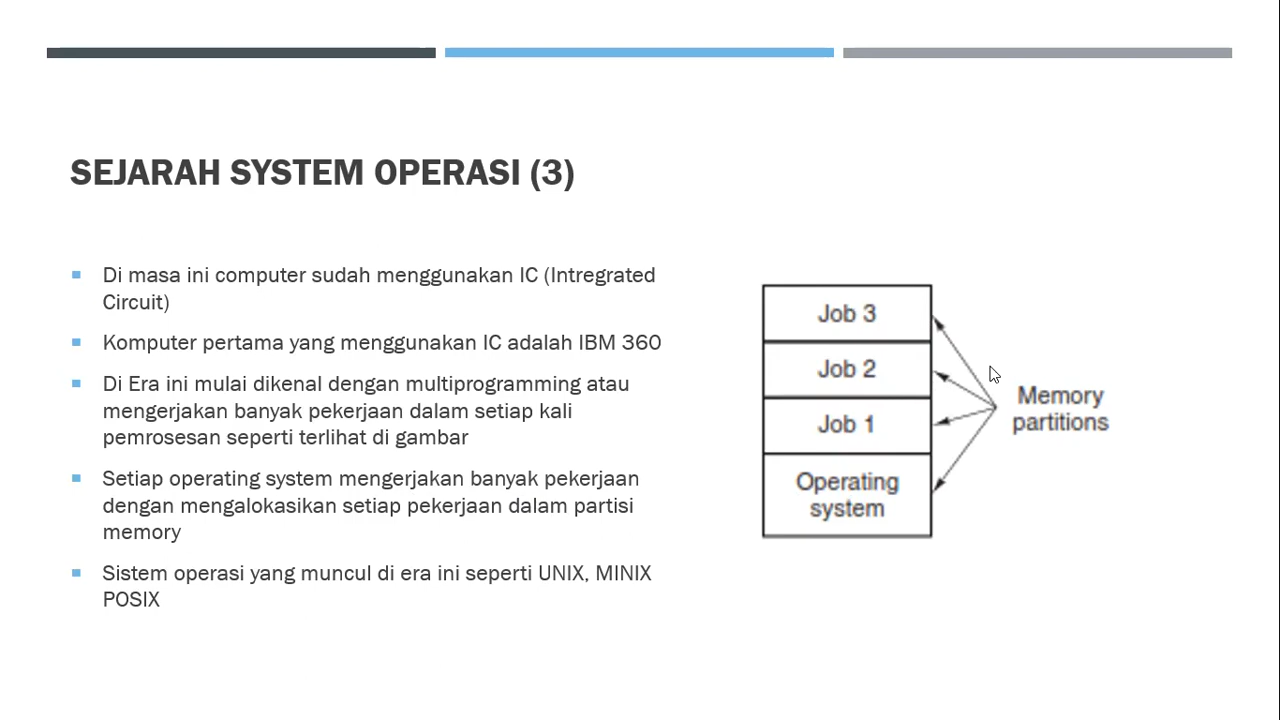 SEJARAH SYSTEM OPERASI (3)
Di masa ini computer sudah menggunakan IC (Intregrated
Circuit)
Komputer pertama yang menggunakan IC adalah IBM 360
Di Era ini mulai dikenal dengan multiprogramming atau
mengerjakan banyak pekerjaan dalam setiap kali
pemrosesan seperti terlihat di gambar
Setiap operating system mengerjakan banyak pekerjaan
dengan mengalokasikan setiap pekerjaan dalam partisi
memory
Sistem operasi yang muncul di era ini seperti UNIX, MINIX
POSIX
Job 3
Job 2
Job 1
Operating
system
Memory
partitions